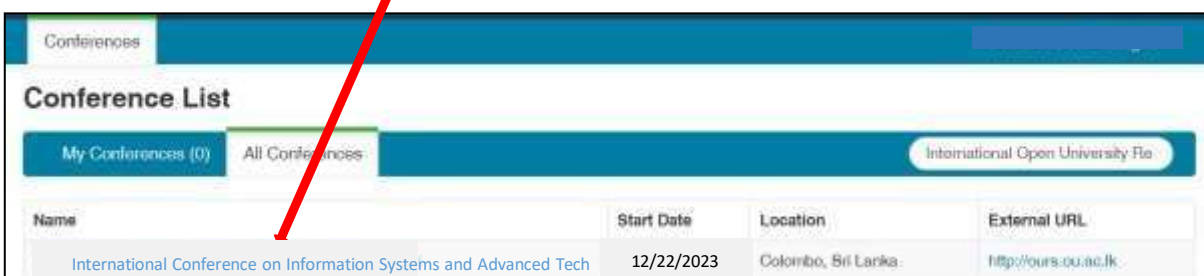 Conferences
Conference List
My Conferences (0) All Conferences International Open University Re
Name Start Date Location External URL
International Conference on Information Systems and Advanced Tech 12/22/2023 Colombo, Sri Lanka http://ours.ou.ac.lk